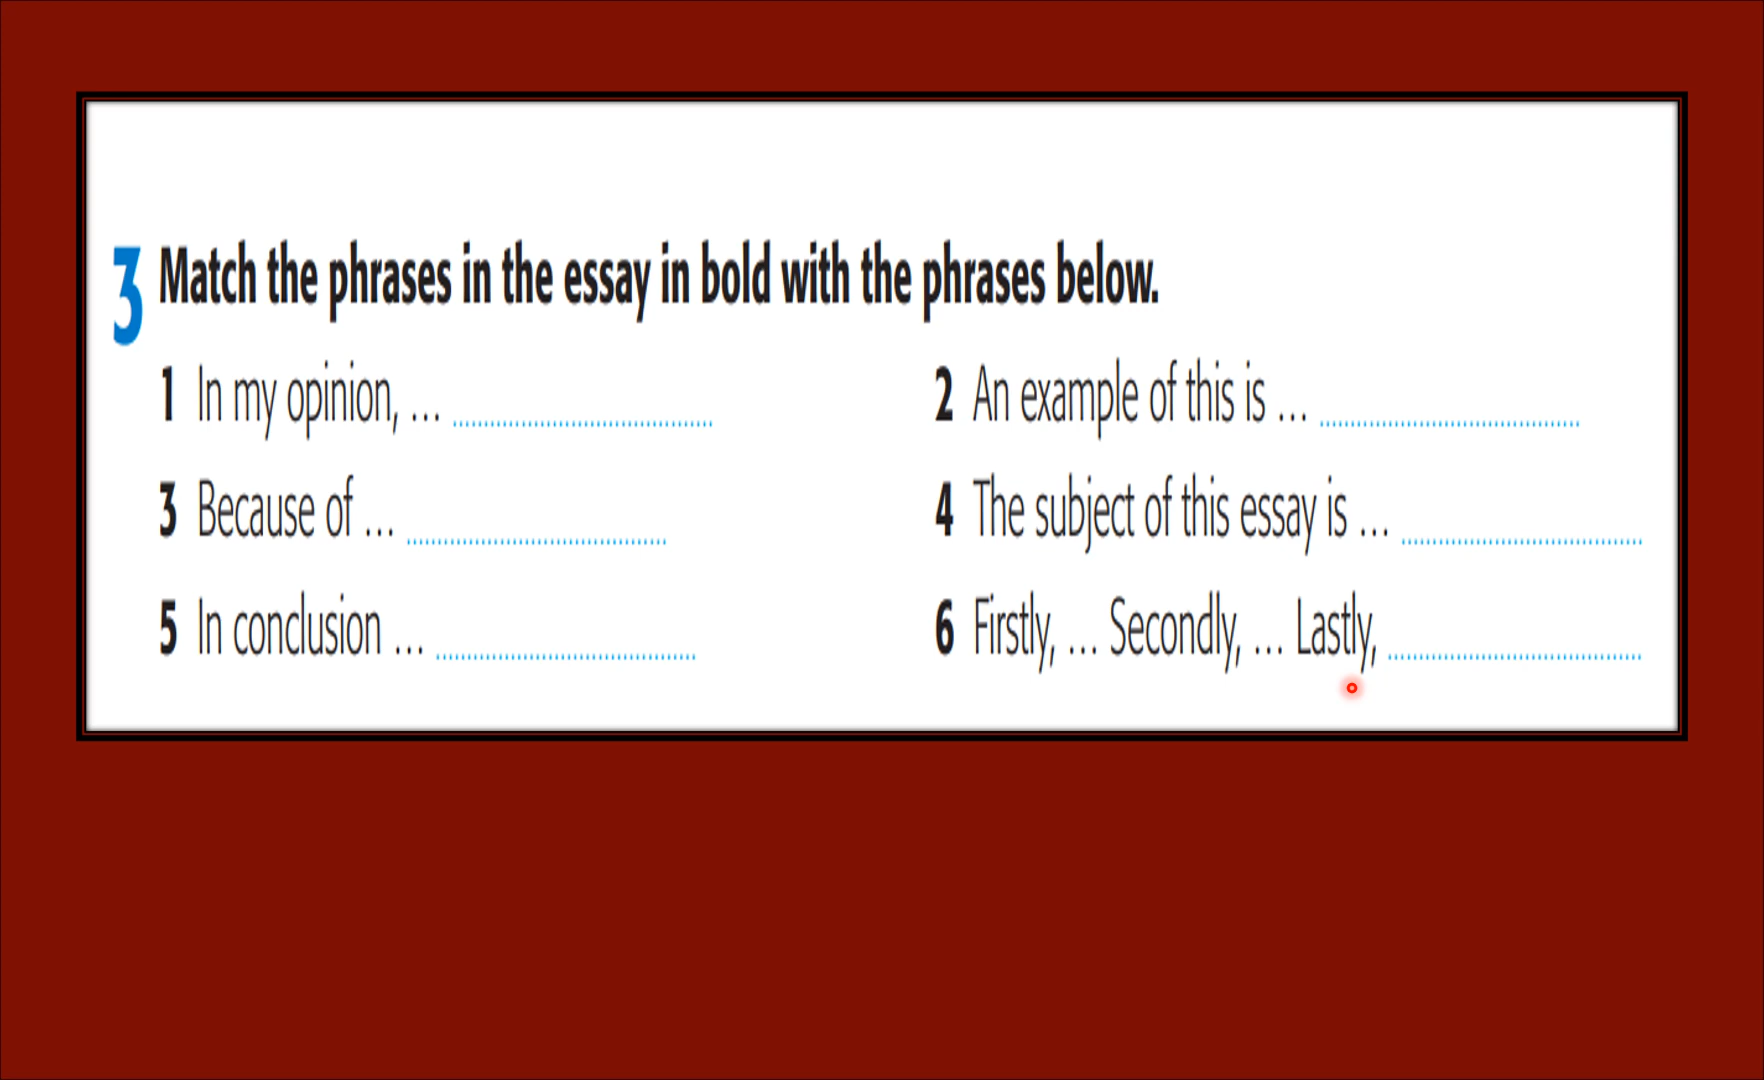 3 Match the phrases in the essay in bold with the phrases below.
1 In my opinion, ... ........................................
2 An example of this is ... ........................................
3 Because of ... ........................................
4 The subject of this essay is ... ........................................
5 In conclusion ... ........................................
6 Firstly, ... Secondly, ... Lastly, ........................................